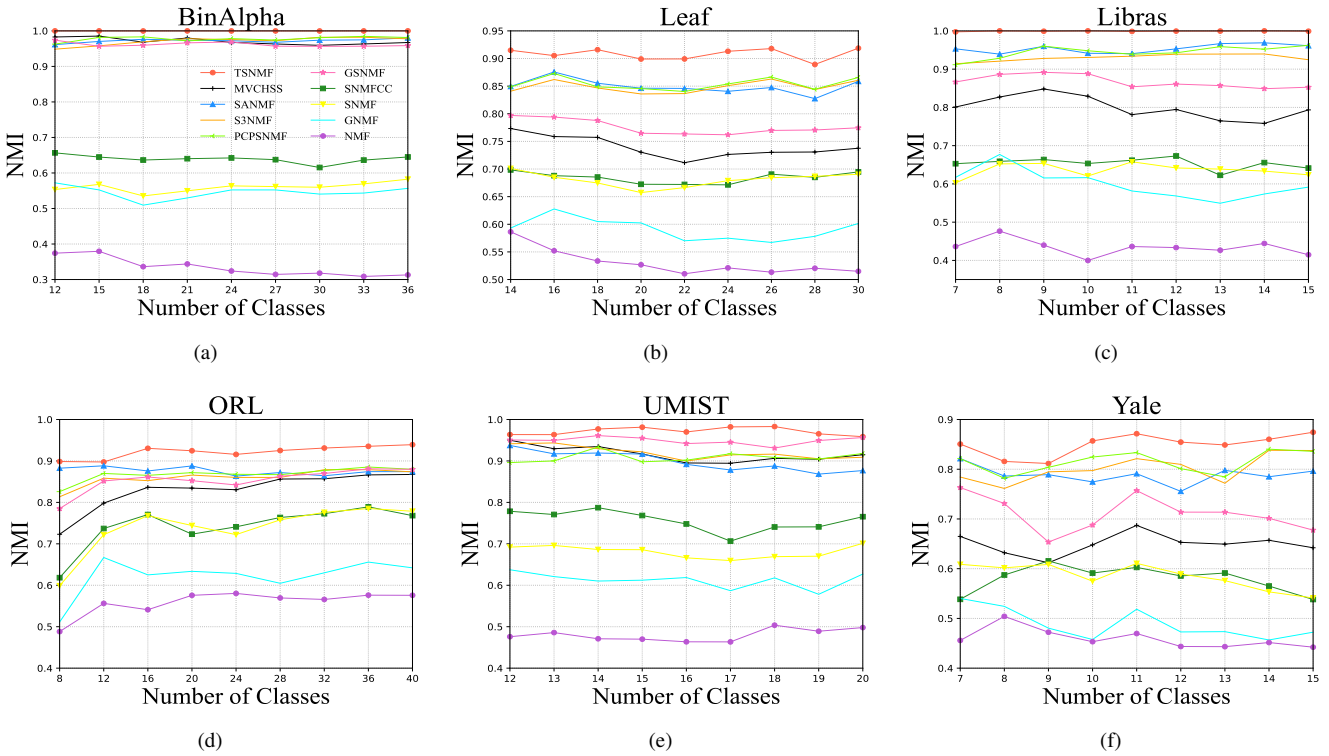 BinAlpha
NMI
1.0
0.9
0.8
0.7
0.6
0.5
0.4
0.3
TSNMF
MVCHSS
SANMF
S3NMF
PCPSNMF
GSNMF
SNMFCC
SNMF
GNMF
NMF
12 15 18 21 24 27 30 33 36
Number of Classes
(a)
Leaf
NMI
0.95
0.90
0.85
0.80
0.75
0.70
0.65
0.60
0.55
0.50
14 16 18 20 22 24 26 28 30
Number of Classes
(b)
Libras
NMI
1.0
0.9
0.8
0.7
0.6
0.5
0.4
7 8 9 10 11 12 13 14 15
Number of Classes
(c)
ORL
NMI
1.0
0.9
0.8
0.7
0.6
0.5
0.4
8 12 16 20 24 28 32 36 40
Number of Classes
(d)
UMIST
NMI
1.0
0.9
0.8
0.7
0.6
0.5
0.4
12 13 14 15 16 17 18 19 20
Number of Classes
(e)
Yale
NMI
0.9
0.8
0.7
0.6
0.5
0.4
7 8 9 10 11 12 13 14 15
Number of Classes
(f)